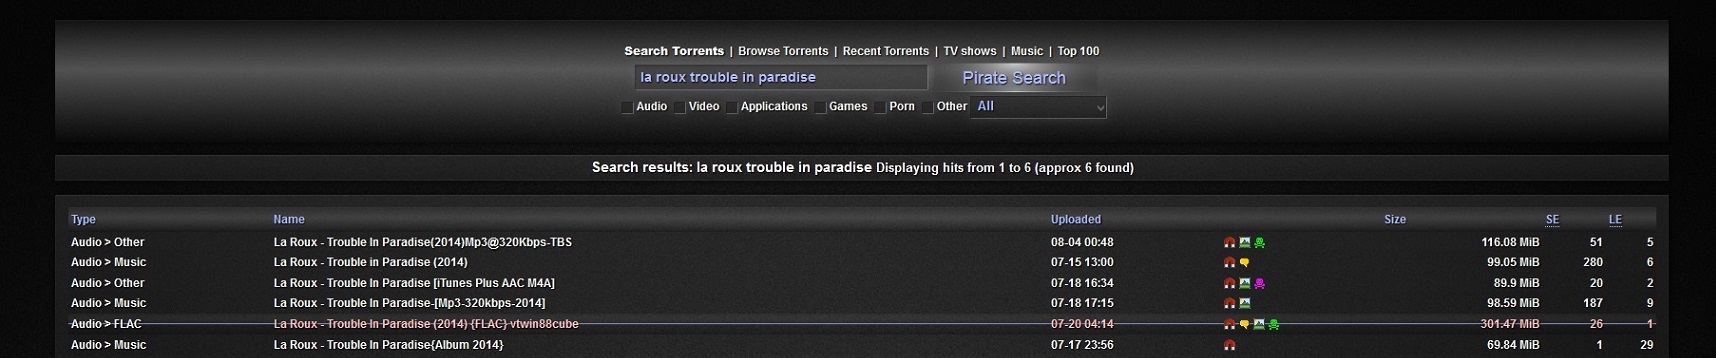 Search Torrents | Browse Torrents | Recent Torrents | TV shows | Music | Top 100
la roux trouble in paradise Pirate Search
Audio Video Applications Games Porn Other All
Search results: la roux trouble in paradise Displaying hits from 1 to 6 (approx 6 found)
Type Name Uploaded Size SE LE
Audio > Other La Roux - Trouble In Paradise(2014)Mp3@320Kbps-TBS 08-04 00:48 116.08 MiB 51 5
Audio > Music La Roux - Trouble In Paradise (2014) 07-15 13:00 99.05 MiB 280 6
Audio > Other La Roux - Trouble In Paradise [iTunes Plus AAC M4A] 07-18 16:34 89.9 MiB 20 2
Audio > Music La Roux - Trouble In Paradise-[Mp3-320kbps-2014] 07-18 17:15 98.59 MiB 187 9
Audio > FLAC La Roux - Trouble In Paradise (2014) {FLAC} vtwin88cube 07-20 04:14 301.47 MiB 26 1
Audio > Music La Roux - Trouble In Paradise{Album 2014} 07-17 23:56 69.84 MiB 1 29